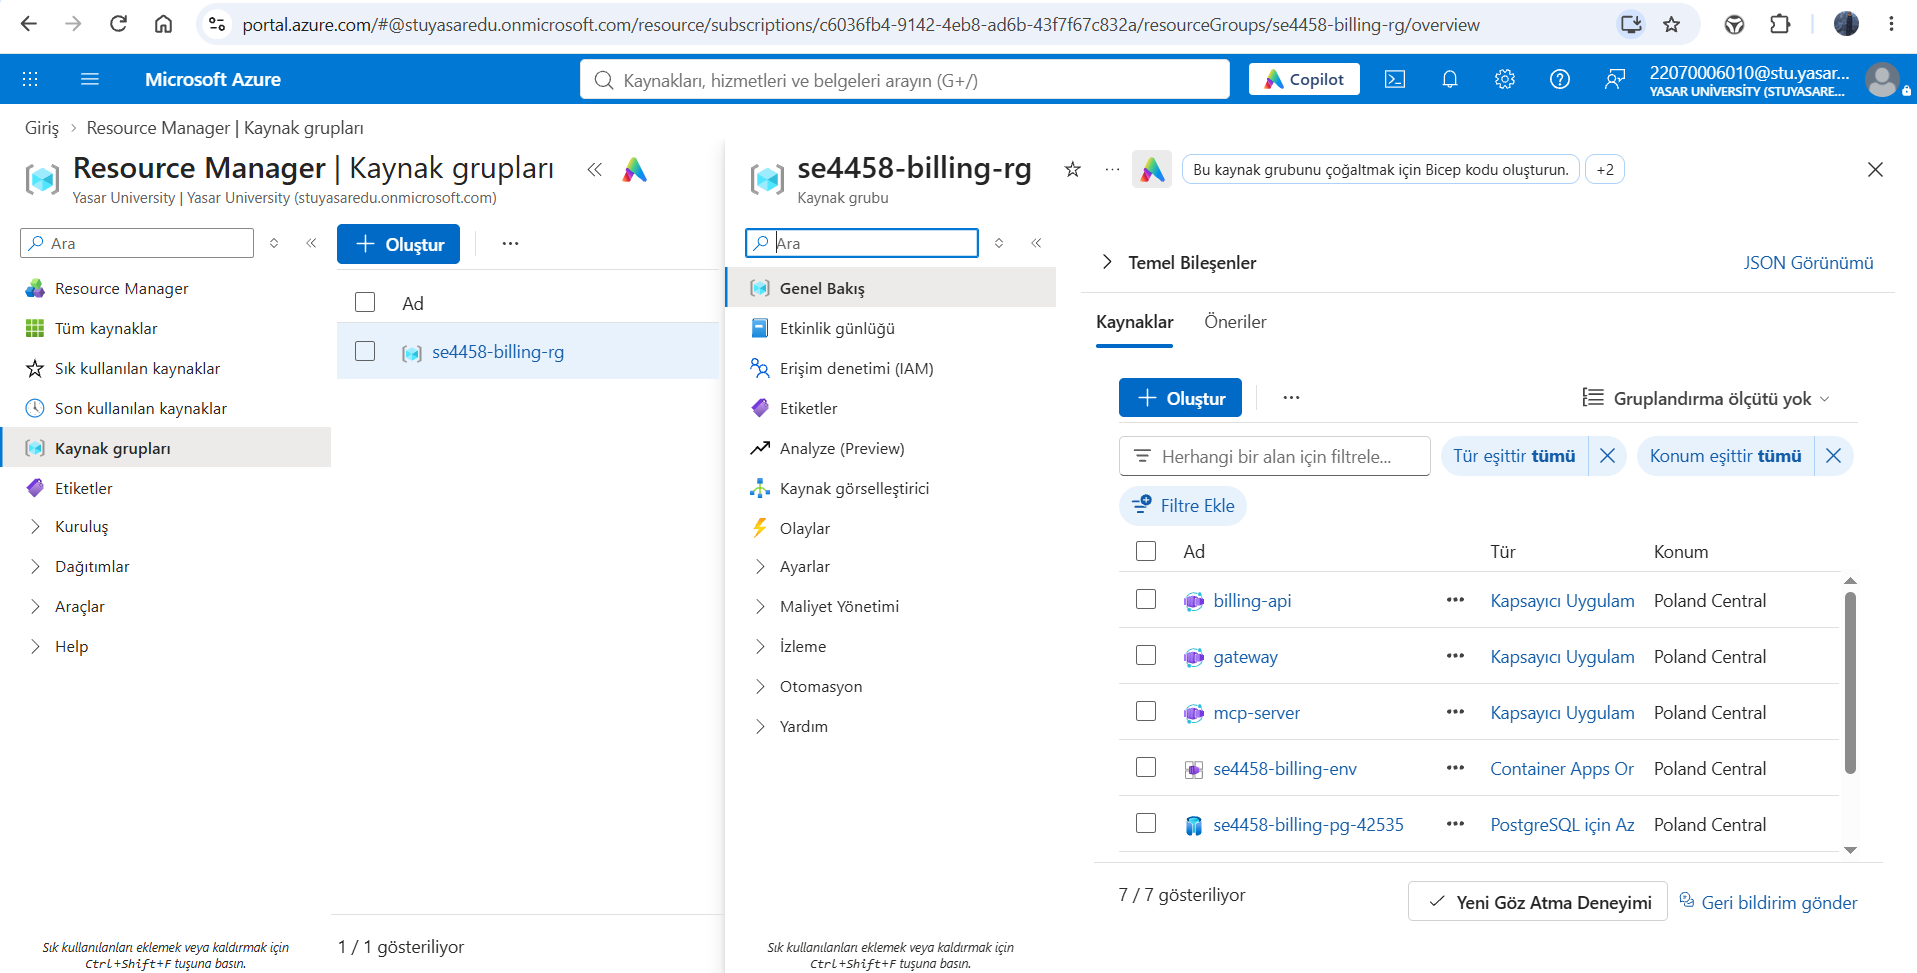 portal.azure.com/#@stuyasaredu.onmicrosoft.com/resource/subscriptions/c6036fb4-9142-4eb8-ad6b-43f7f67c832a/resourceGroups/se4458-billing-rg/overview
Microsoft Azure
Kaynakları, hizmetleri ve belgeleri arayın (G+/)
Copilot
22070006010@stu.yasar...
YASAR UNİVERSİTY (STUYASARE...
Giriş > Resource Manager | Kaynak grupları
Resource Manager | Kaynak grupları
Yasar University | Yasar University (stuyasaredu.onmicrosoft.com)
Ara
Resource Manager
Tüm kaynaklar
Sık kullanılan kaynaklar
Son kullanılan kaynaklar
Kaynak grupları
Etiketler
Kuruluş
Dağıtımlar
Araçlar
Help
Sık kullanılanları eklemek veya kaldırmak için
Ctrl+Shift+F tuşuna basın.
+ Oluştur ...
Ad
se4458-billing-rg
1 / 1 gösteriliyor
se4458-billing-rg
Kaynak grubu
Bu kaynak grubunu çoğaltmak için Bicep kodu oluşturun.
+2
Ara
Genel Bakış
Etkinlik günlüğü
Erişim denetimi (IAM)
Etiketler
Analyze (Preview)
Kaynak görselleştirici
Olaylar
Ayarlar
Maliyet Yönetimi
İzleme
Otomasyon
Yardım
Sık kullanılanları eklemek veya kaldırmak için
Ctrl+Shift+F tuşuna basın.
Temel Bileşenler JSON Görünümü
Kaynaklar Öneriler
+ Oluştur ... Gruplandırma ölçütü yok
Herhangi bir alan için filtrele... Tür eşittir tümü Konum eşittir tümü
Filtre Ekle
Ad Tür Konum
billing-api ... Kapsayıcı Uygulam Poland Central
gateway ... Kapsayıcı Uygulam Poland Central
mcp-server ... Kapsayıcı Uygulam Poland Central
se4458-billing-env ... Container Apps Or Poland Central
se4458-billing-pg-42535 ... PostgreSQL için Az Poland Central
7 / 7 gösteriliyor Yeni Göz Atma Deneyimi Geri bildirim gönder